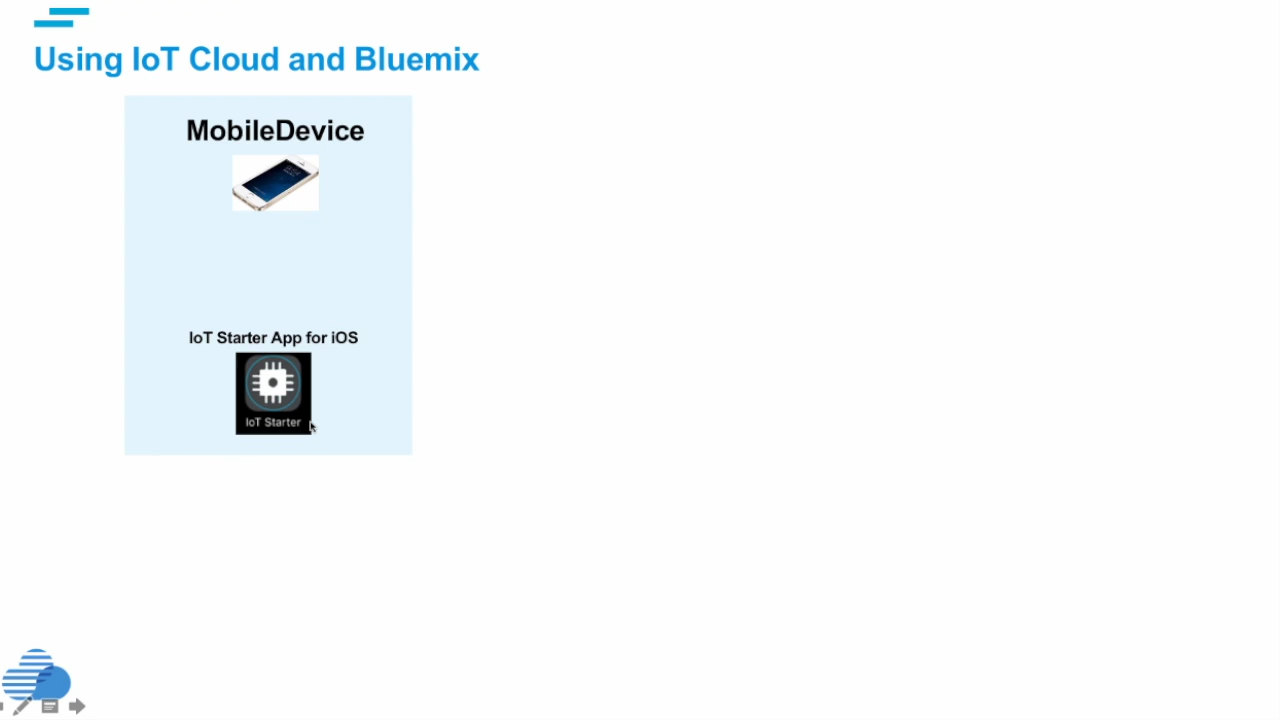 Using IoT Cloud and Bluemix
MobileDevice
IoT Starter App for iOS
IoT Starter